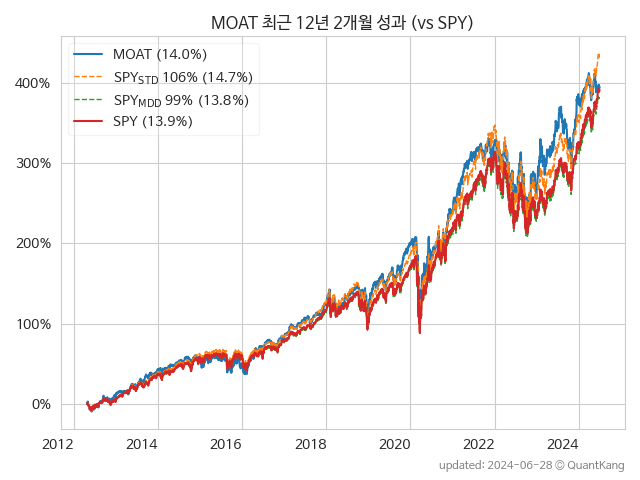 MOAT 최근 12년 2개월 성과 (vs SPY)
MOAT (14.0%)
SPY_STD 106% (14.7%)
SPY_MDD 99% (13.8%)
SPY (13.9%)
400%
300%
200%
100%
0%
2012 2014 2016 2018 2020 2022 2024
updated: 2024-06-28 © QuantKang